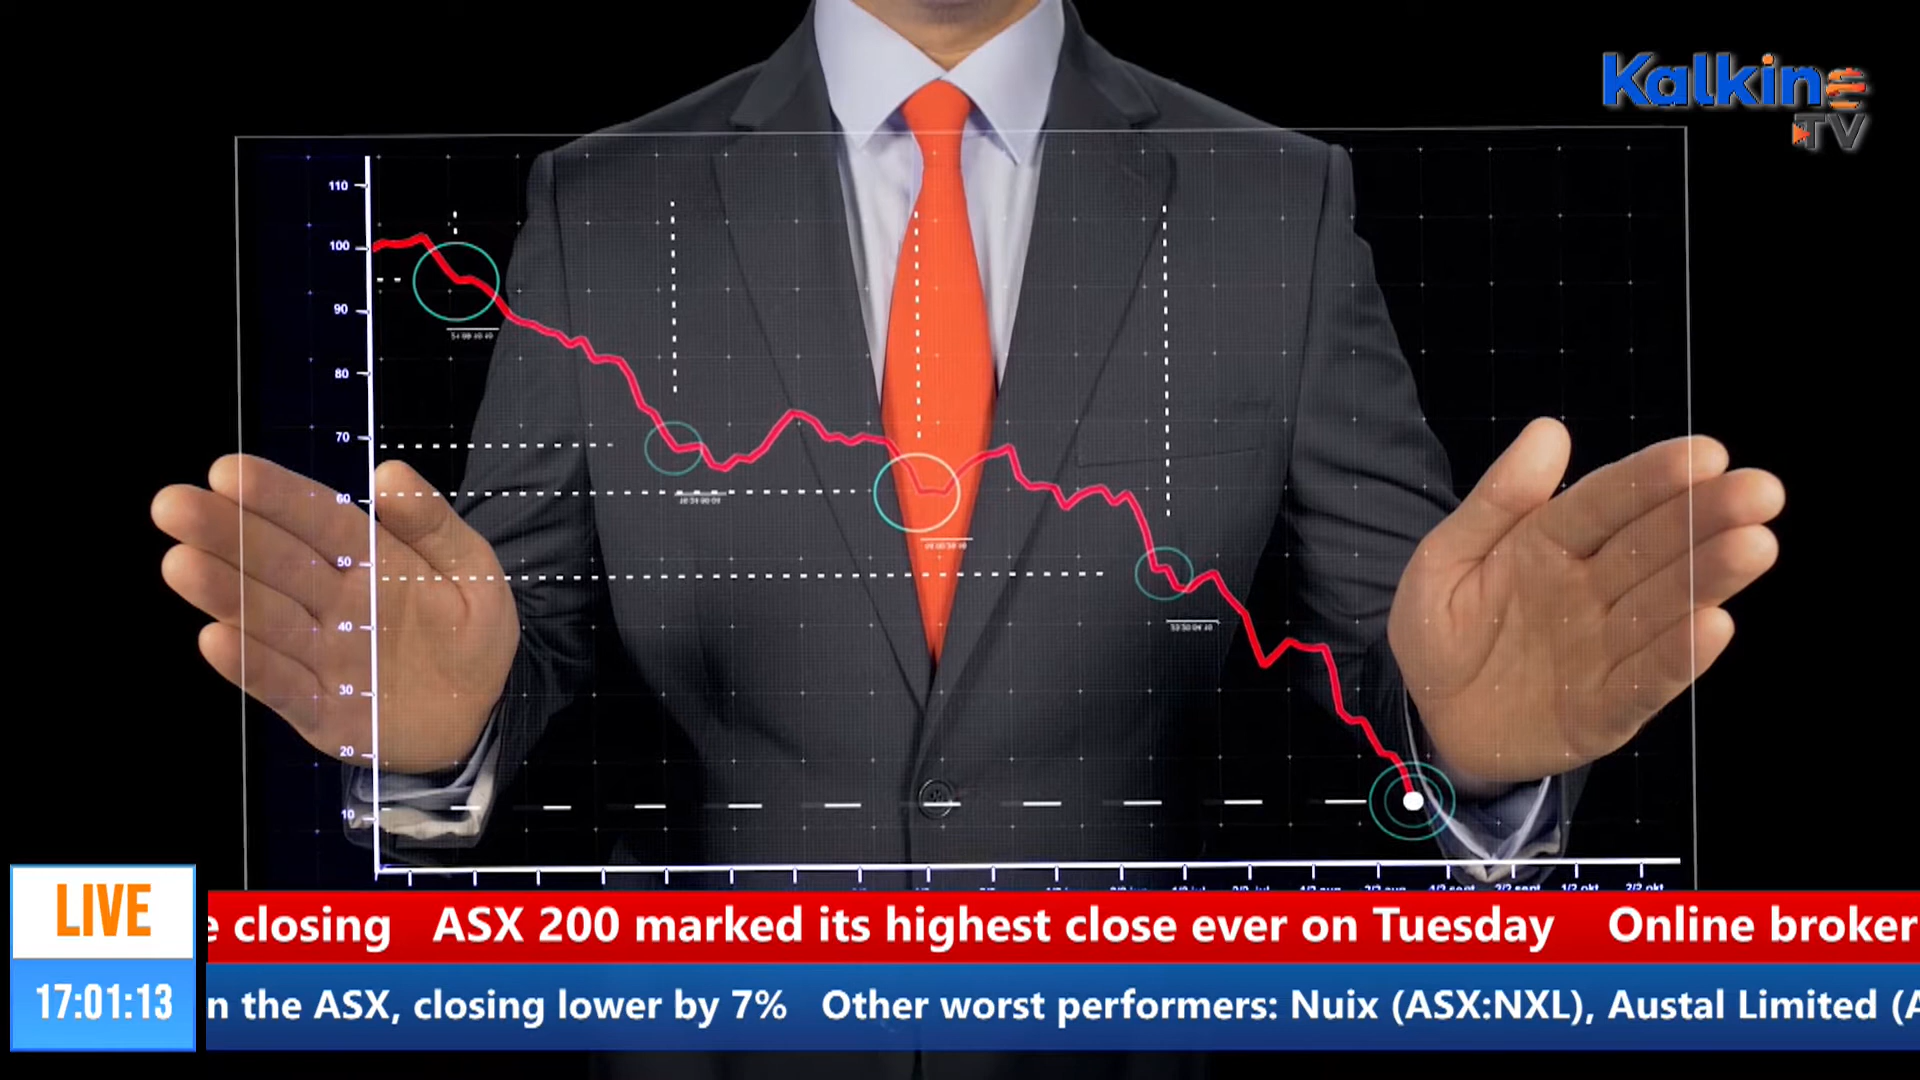 Kalkine
TV
110
100
90
80
70
60
50
40
30
20
10
LIVE
e closing ASX 200 marked its highest close ever on Tuesday Online broker
17:01:13
n the ASX, closing lower by 7% Other worst performers: Nuix (ASX:NXL), Austal Limited (A